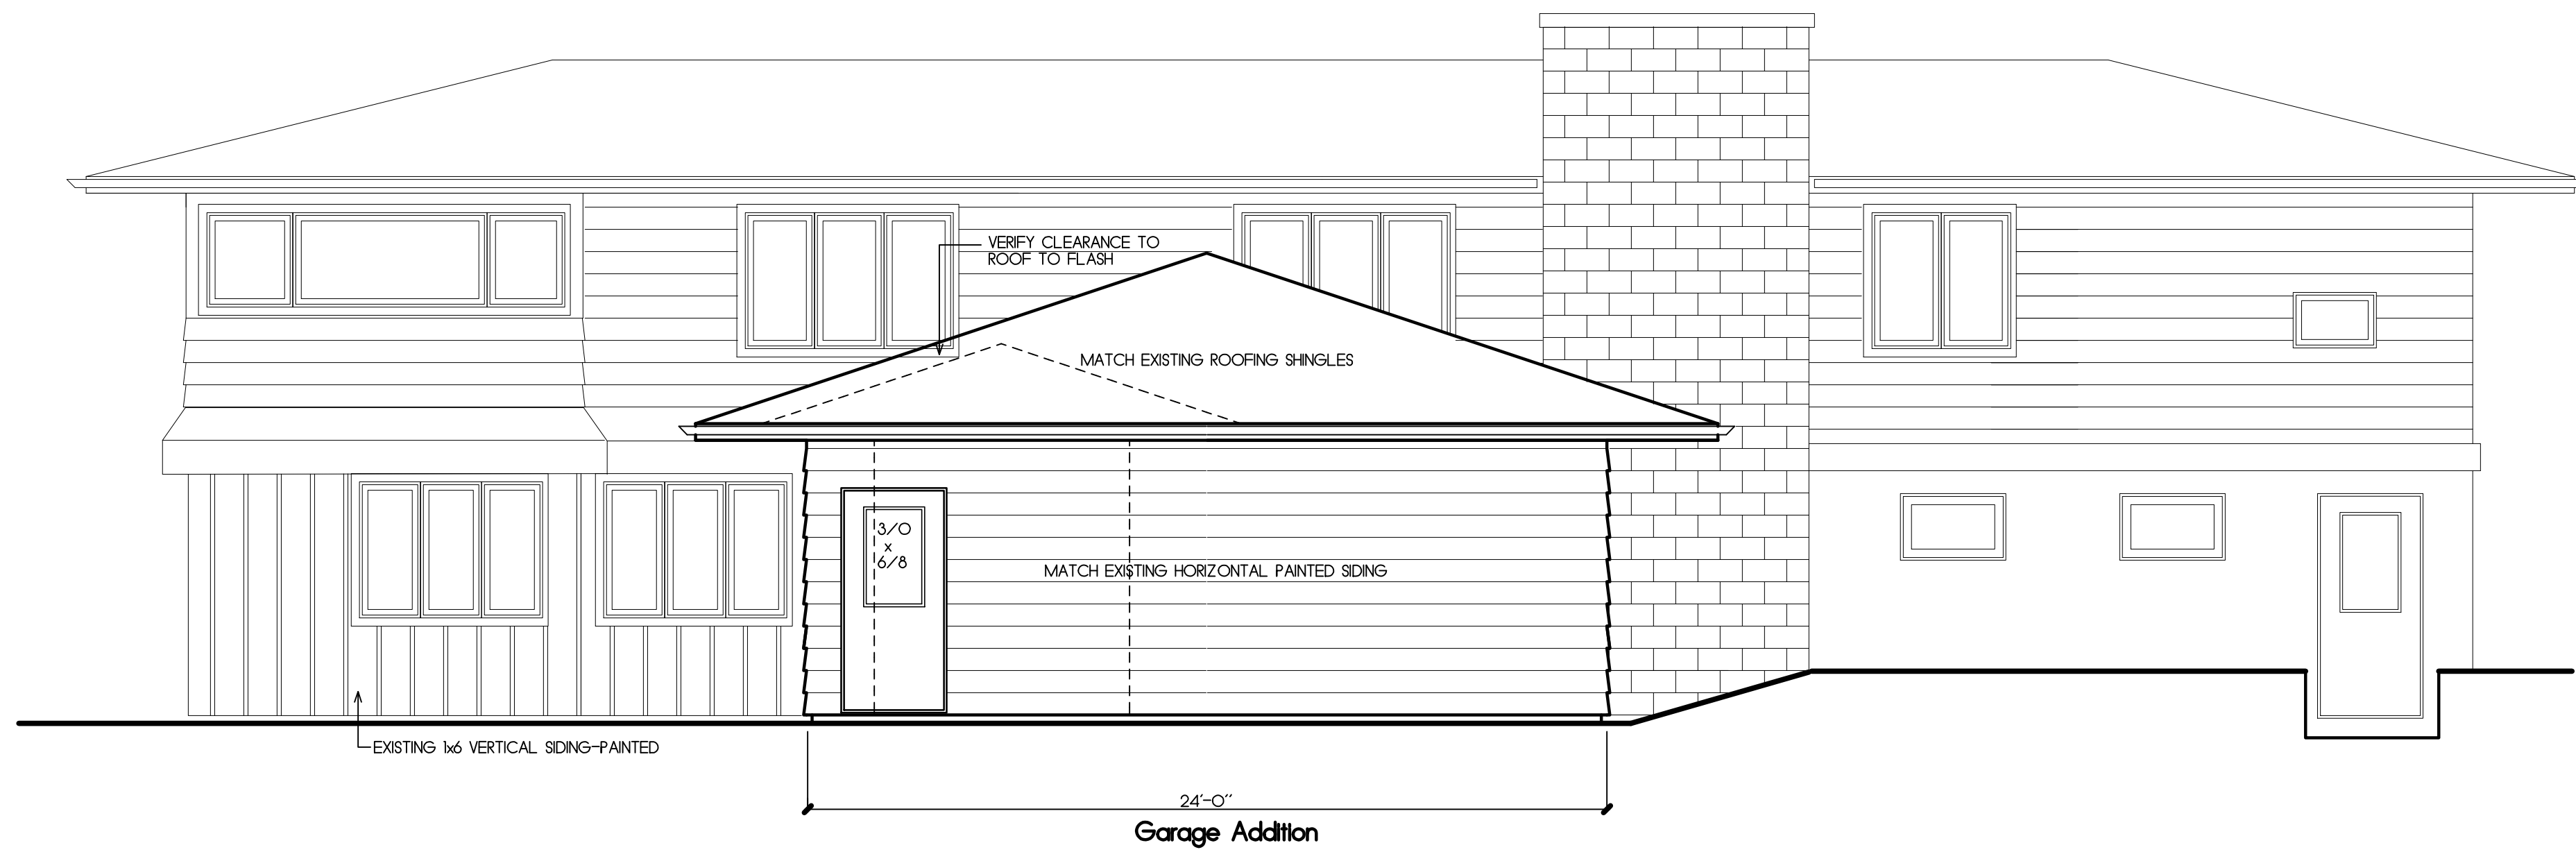 VERIFY CLEARANCE TO
ROOF TO FLASH
MATCH EXISTING ROOFING SHINGLES
3/0
x
6/8
MATCH EXISTING HORIZONTAL PAINTED SIDING
EXISTING 1x6 VERTICAL SIDING-PAINTED
24'-0"
Garage Addition